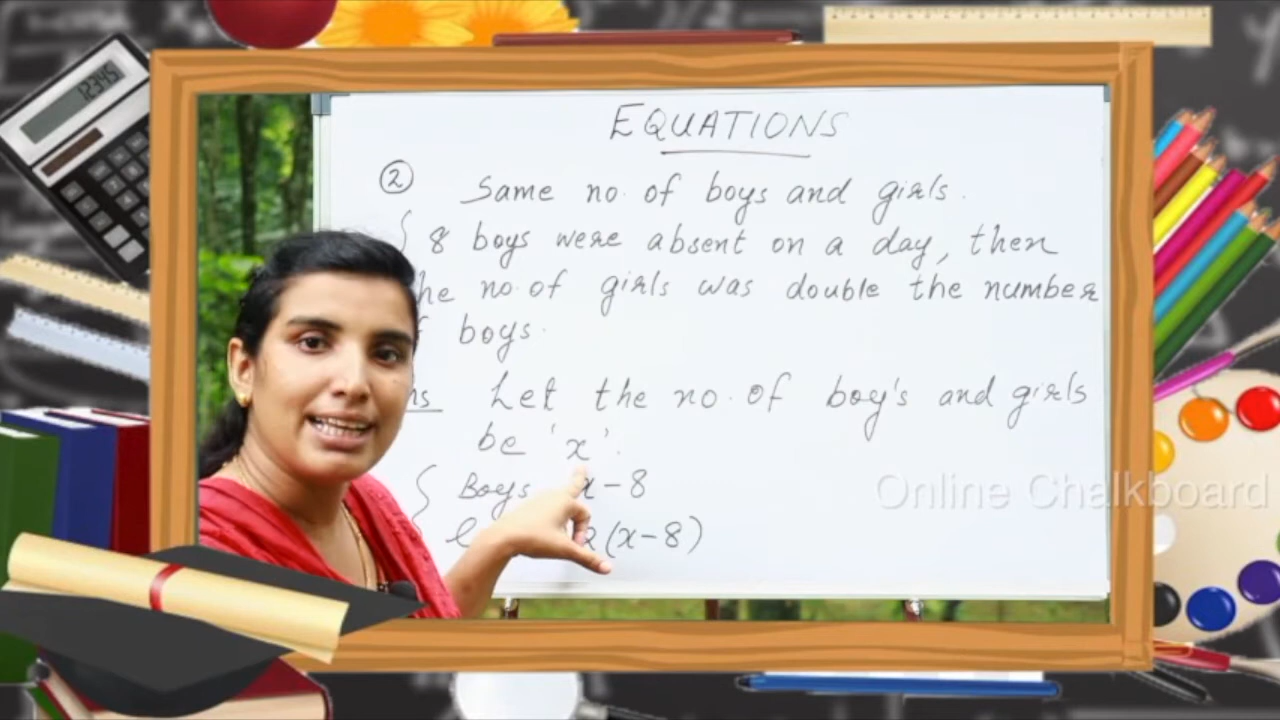 12345
EQUATIONS
2 Same no. of boys and girls.
8 boys were absent on a day, then
he no. of girls was double the number
boys.
ns Let the no. of boy's and girls
be 'x'.
Boys x-8
2(x-8)
Online Chalkboard